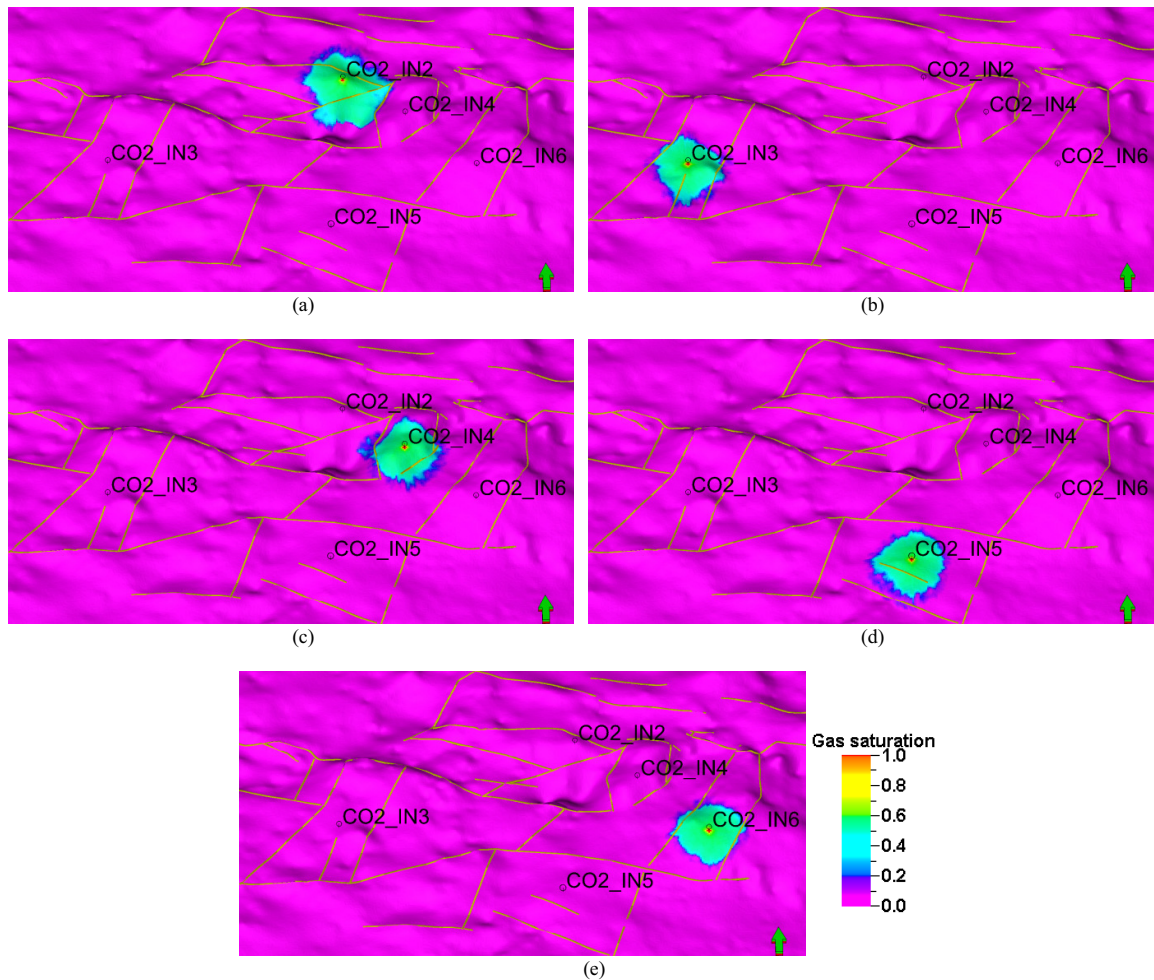 CO2_IN2
CO2_IN4
CO2_IN3
CO2_IN6
CO2_IN5
(a)
CO2_IN2
CO2_IN4
CO2_IN3
CO2_IN6
CO2_IN5
(b)
CO2_IN2
CO2_IN4
CO2_IN3
CO2_IN6
CO2_IN5
(c)
CO2_IN2
CO2_IN4
CO2_IN3
CO2_IN6
CO2_IN5
(d)
CO2_IN2
CO2_IN4
CO2_IN3
CO2_IN6
CO2_IN5
(e)
Gas saturation
1.0
0.8
0.6
0.4
0.2
0.0